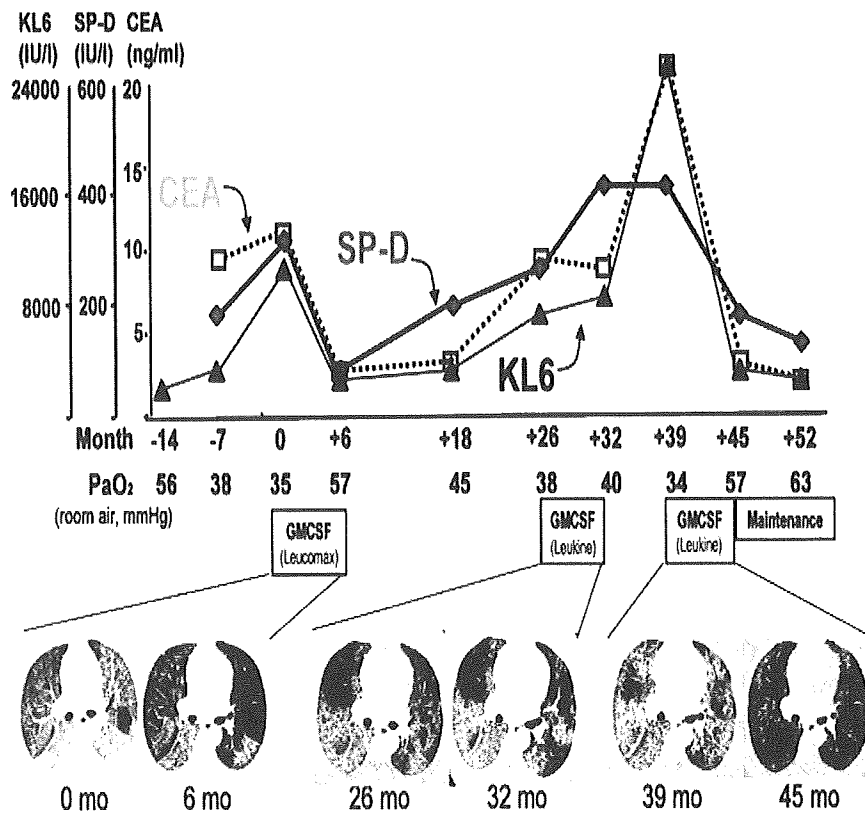 KL6 SP-D CEA
(IU/l) (IU/l) (ng/ml)
24000 600 20
15
16000 400
CEA
SP-D
10
8000 200
5
KL6
Month -14 -7 0 +6 +18 +26 +32 +39 +45 +52
PaO₂ 56 38 35 57 45 38 40 34 57 63
(room air, mmHg)
GMCSF GMCSF GMCSF Maintenance
(Leucomax) (Leukine) (Leukine)
0 mo 6 mo 26 mo 32 mo 39 mo 45 mo